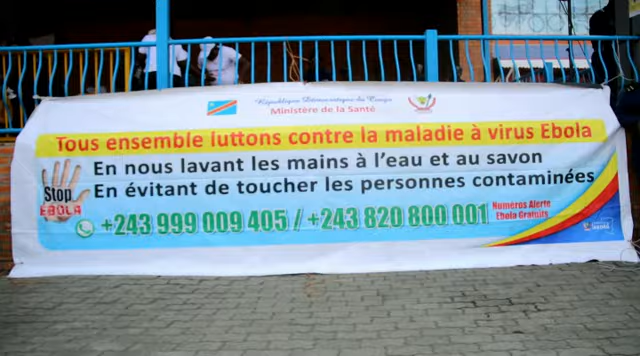 République Démocratique du Congo
Ministère de la Santé
Tous ensemble luttons contre la maladie à virus Ebola
En nous lavant les mains à l'eau et au savon
En évitant de toucher les personnes contaminées
Stop
EBOLA
+243 999 009 405 / +243 820 800 001
Numéros Alerte
Ebola Gratuits